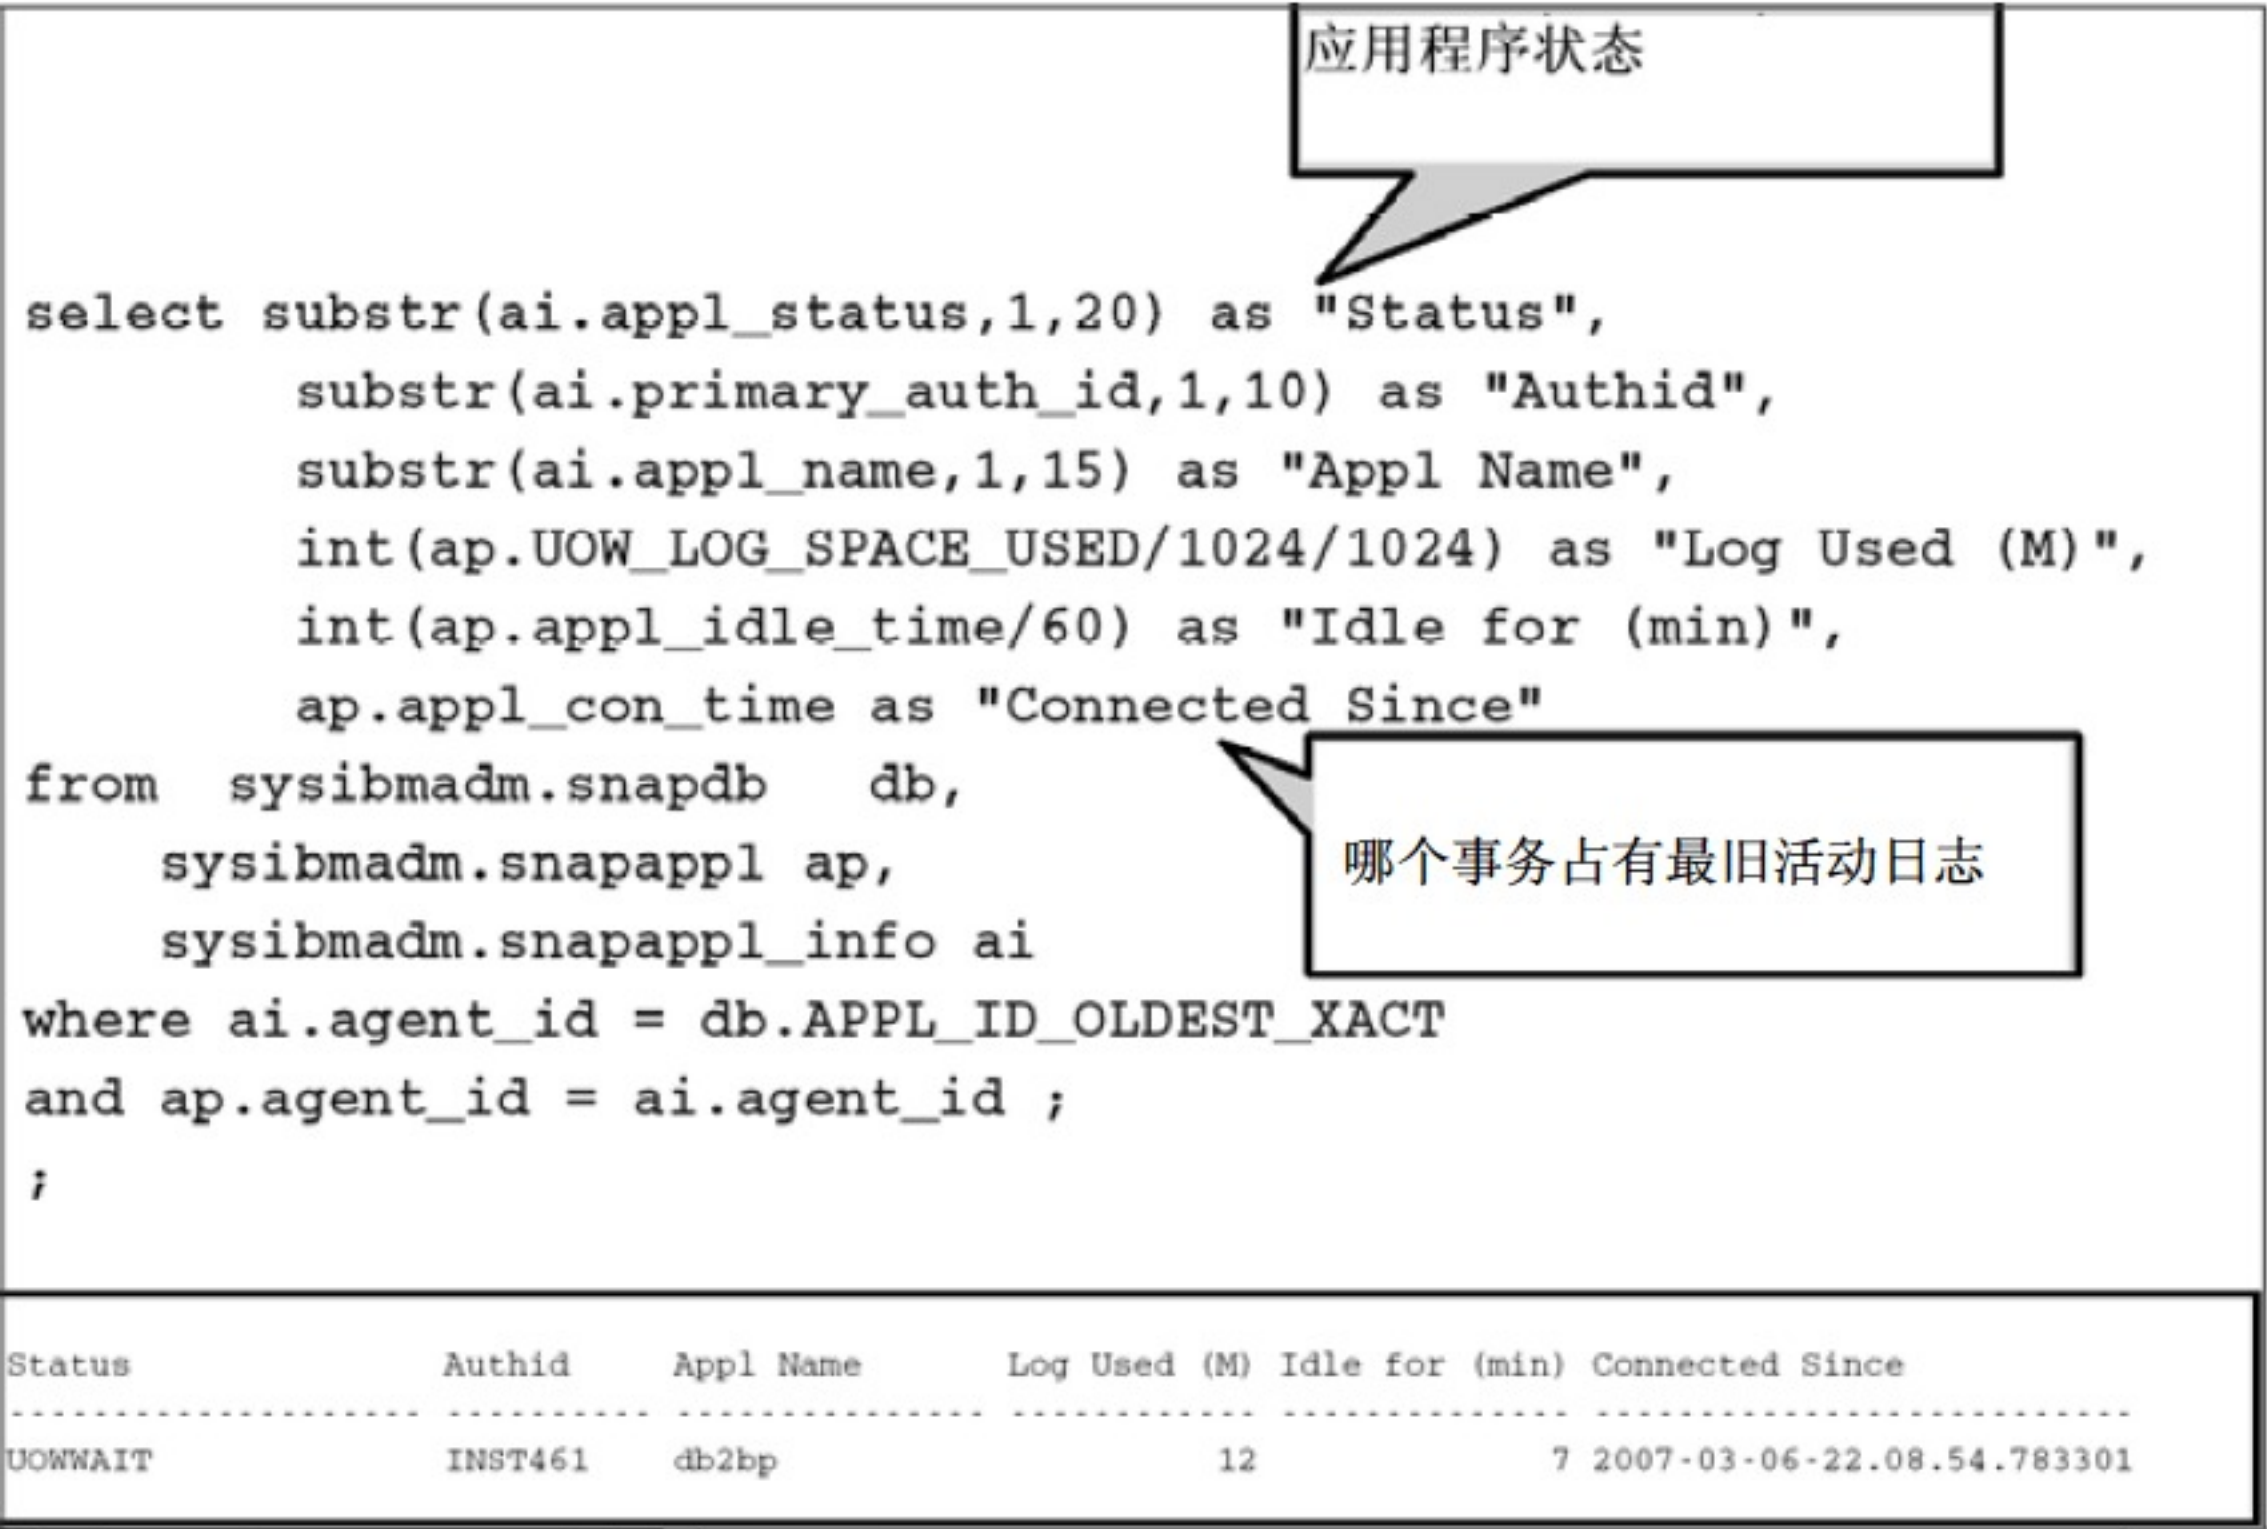 应用程序状态
select substr(ai.appl_status,1,20) as "Status",
substr(ai.primary_auth_id,1,10) as "Authid",
substr(ai.appl_name,1,15) as "Appl Name",
int(ap.UOW_LOG_SPACE_USED/1024/1024) as "Log Used (M)",
int(ap.appl_idle_time/60) as "Idle for (min)",
ap.appl_con_time as "Connected Since"
from sysibmadm.snapdb db,
sysibmadm.snapappl ap,
哪个事务占有最旧活动日志
sysibmadm.snapappl_info ai
where ai.agent_id = db.APPL_ID_OLDEST_XACT
and ap.agent_id = ai.agent_id ;
;
Status Authid Appl Name Log Used (M) Idle for (min) Connected Since
-------------------- ---------- --------------- ------------ -------------- --------------------------
UOWWAIT INST461 db2bp 12 7 2007-03-06-22.08.54.783301